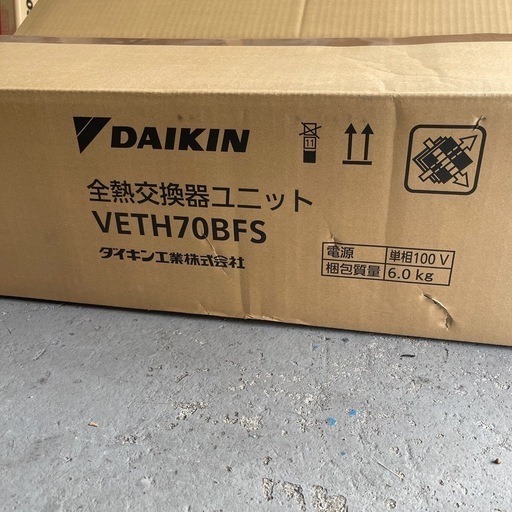 DAIKIN
11
全熱交換器ユニット
VETH70BFS
ダイキン工業株式会社
電源 単相100V
梱包質量 6.0kg